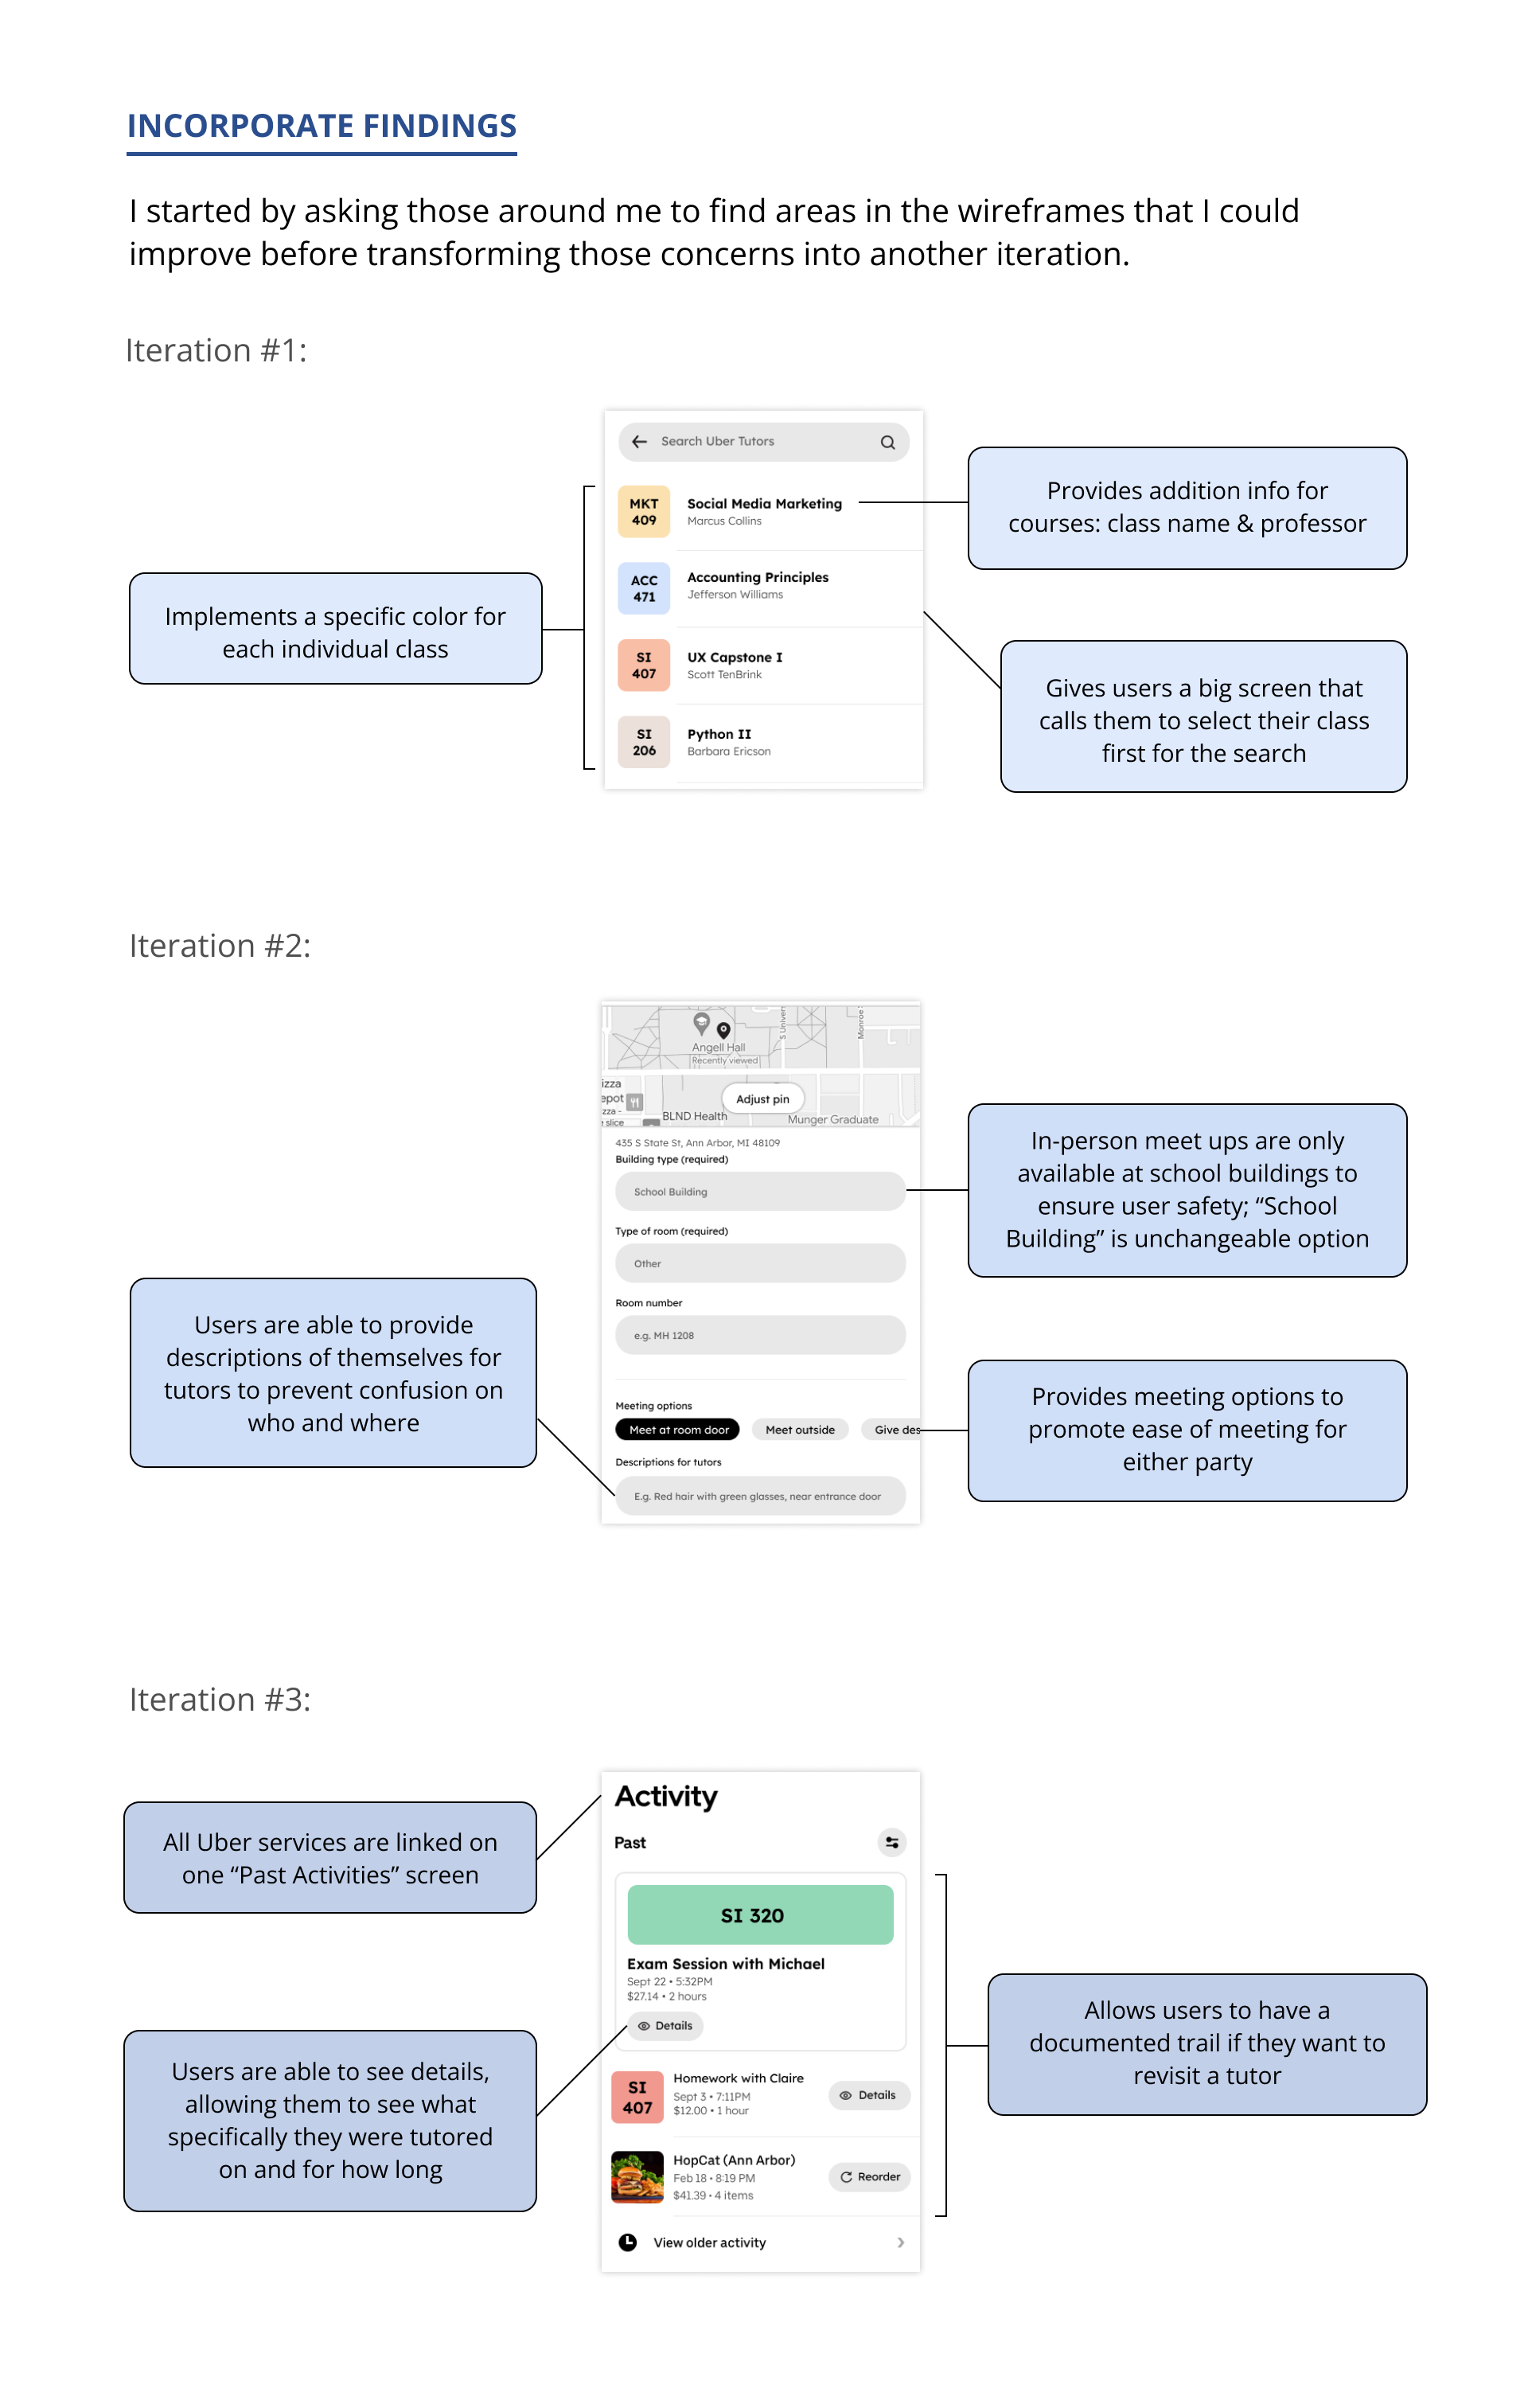 INCORPORATE FINDINGS
I started by asking those around me to find areas in the wireframes that I could
improve before transforming those concerns into another iteration.
Iteration #1:
Search Uber Tutors
MKT
409
Social Media Marketing
Marcus Collins
ACC
471
Accounting Principles
Jefferson Williams
SI
407
UX Capstone I
Scott TenBrink
SI
206
Python II
Barbara Ericson
Implements a specific color for
each individual class
Provides addition info for
courses: class name & professor
Gives users a big screen that
calls them to select their class
first for the search
Iteration #2:
Angell Hall
Recently viewed
S Univer
Monroe
izza
epot
zza -
slice
BLND Health
Adjust pin
Munger Graduate
435 S State St, Ann Arbor, MI 48109
Building type (required)
School Building
Type of room (required)
Other
Room number
e.g. MH 1208
Meeting options
Meet at room door
Meet outside
Give des
Descriptions for tutors
E.g. Red hair with green glasses, near entrance door
In-person meet ups are only
available at school buildings to
ensure user safety; “School
Building” is unchangeable option
Users are able to provide
descriptions of themselves for
tutors to prevent confusion on
who and where
Provides meeting options to
promote ease of meeting for
either party
Iteration #3:
Activity
Past
SI 320
Exam Session with Michael
Sept 22 • 5:32PM
$27.14 • 2 hours
Details
SI
407
Homework with Claire
Sept 3 • 7:11PM
$12.00 • 1 hour
Details
HopCat (Ann Arbor)
Feb 18 • 8:19 PM
$41.39 • 4 items
Reorder
View older activity
All Uber services are linked on
one “Past Activities” screen
Users are able to see details,
allowing them to see what
specifically they were tutored
on and for how long
Allows users to have a
documented trail if they want to
revisit a tutor